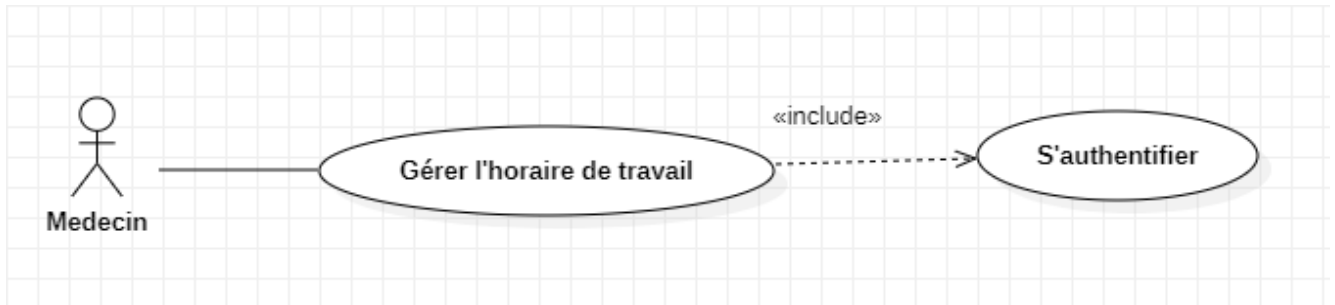 «include»
Gérer l'horaire de travail
S'authentifier
Medecin